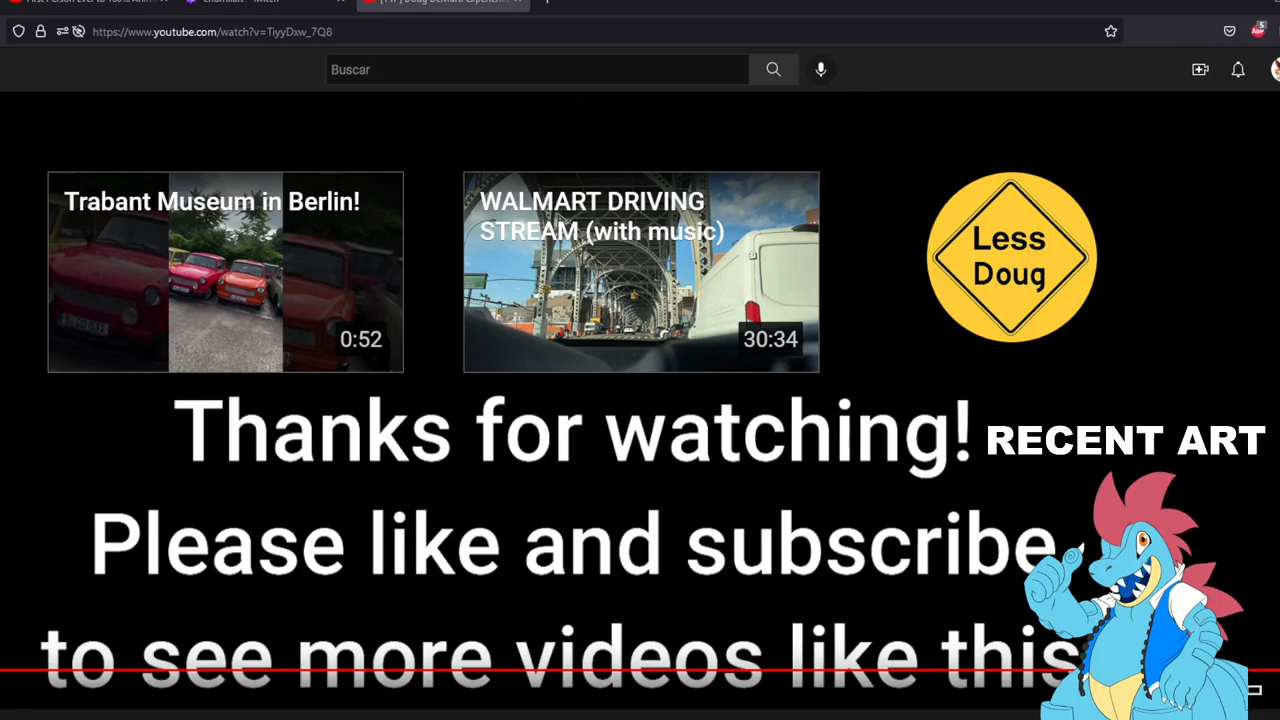 https://www.youtube.com/watch?v=TiyyDxw_7Q8
5
Buscar
Trabant Museum in Berlin!
0:52
WALMART DRIVING
STREAM (with music)
30:34
Less
Doug
Thanks for watching!
RECENT ART
Please like and subscribe
to see more videos like this